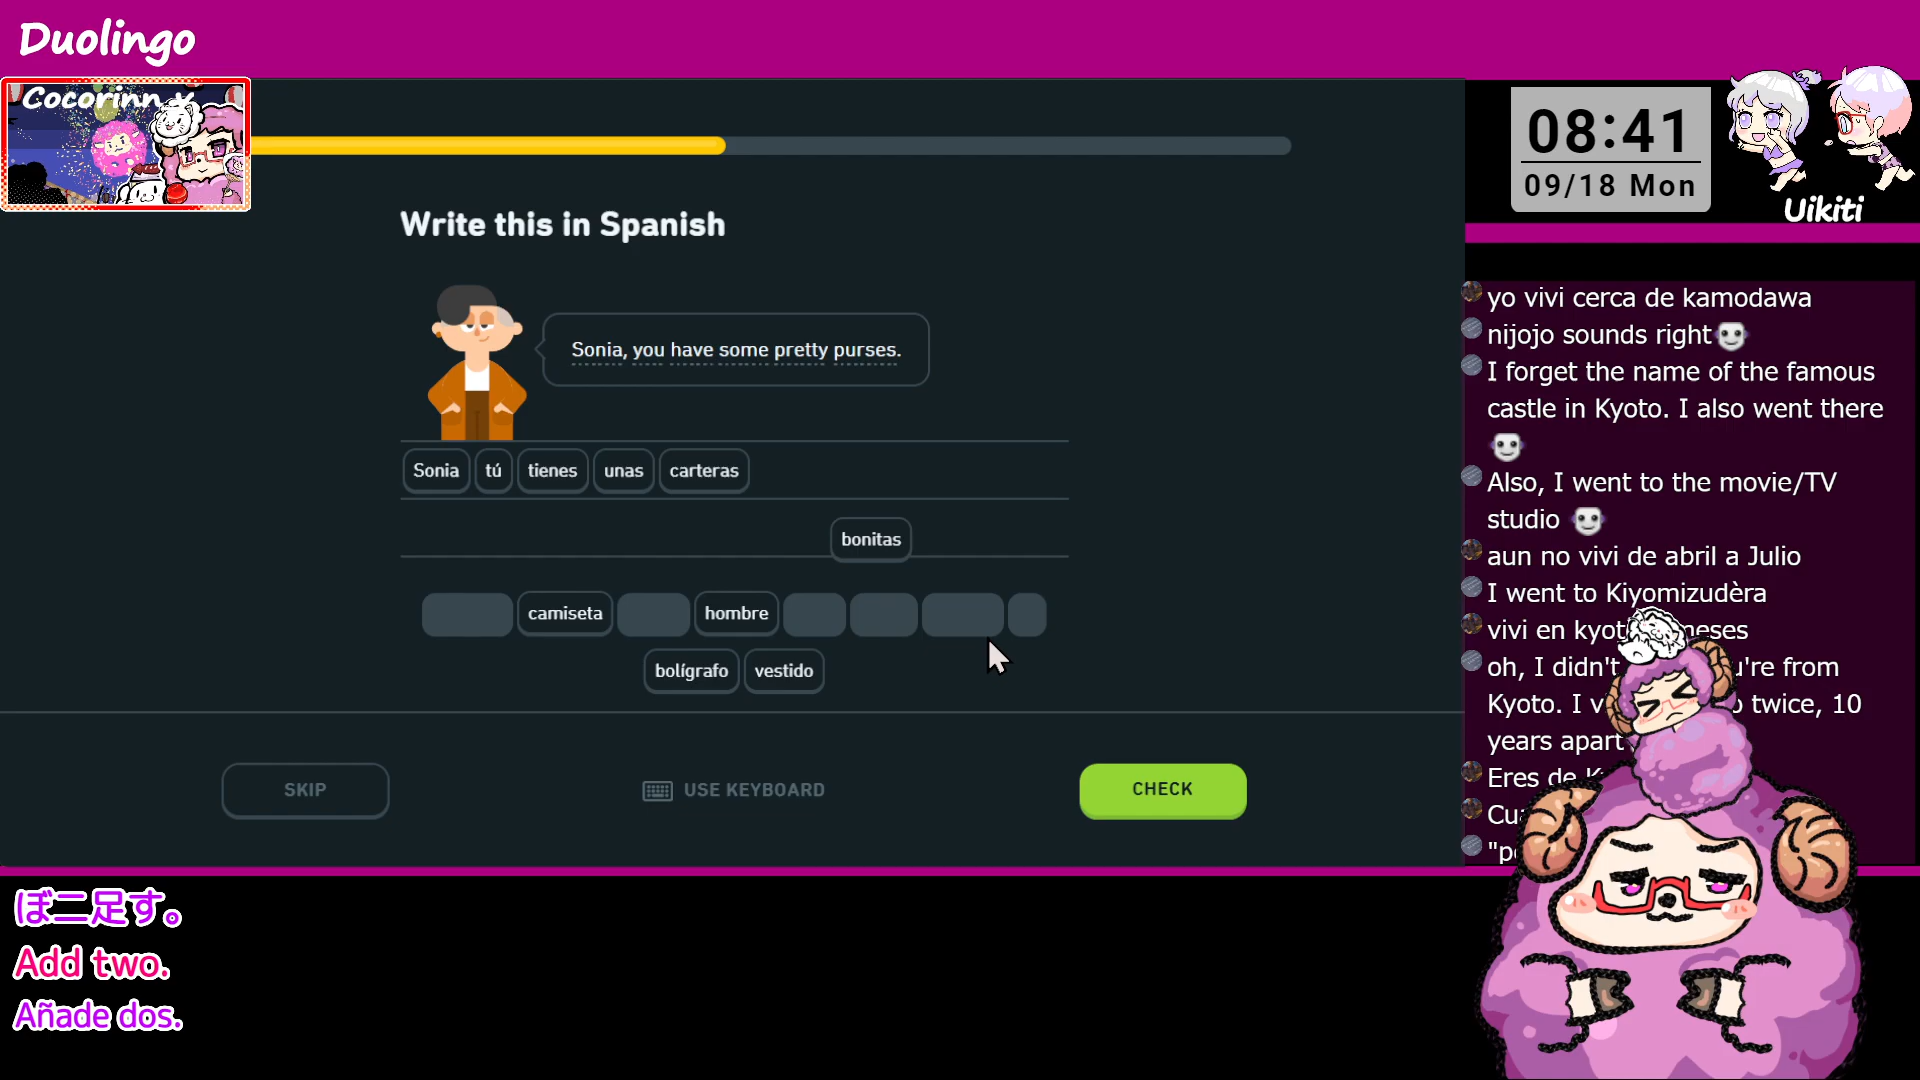 Duolingo
Cocorinn
08:41
09/18 Mon
Uikiti
Write this in Spanish
Sonia, you have some pretty purses.
Sonia tú tienes unas carteras
bonitas
camiseta hombre
bolígrafo vestido
SKIP
USE KEYBOARD
CHECK
yo vivi cerca de kamodawa
nijojo sounds right
I forget the name of the famous
castle in Kyoto. I also went there
Also, I went to the movie/TV
studio
aun no vivi de abril a Julio
I went to Kiyomizudèra
vivi en
oh, I didn't
from
Kyoto. I
twice, 10
years apart
Eres de
ぼ二足す。
Add two.
Añade dos.